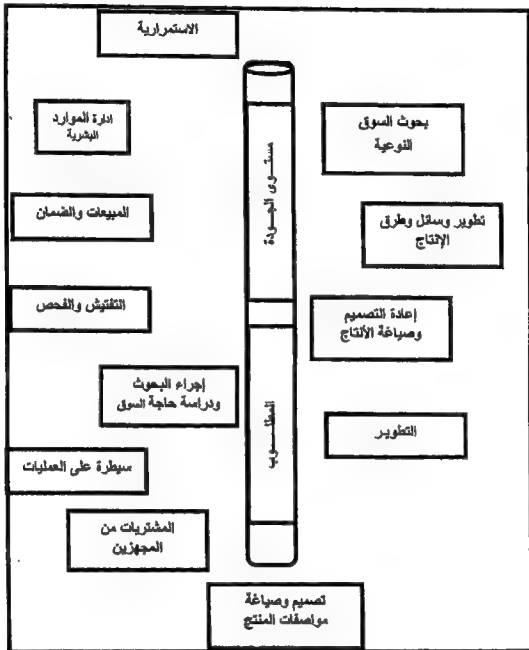 الاستمرارية
بحوث السوق
النوعية
ادارة الموارد
البشرية
تطوير وسائل وطرق
الإنتاج
المبيعات والضمان
مستوى الجودة
إعادة التصميم
وصياغة الأنتاج
التفتيش والفحص
إجراء البحوث
ودراسة حاجة السوق
المطلوب
التطوير
سيطرة على العمليات
المشتريات من
المجهزين
تصميم وصياغة
مواصفات المنتج